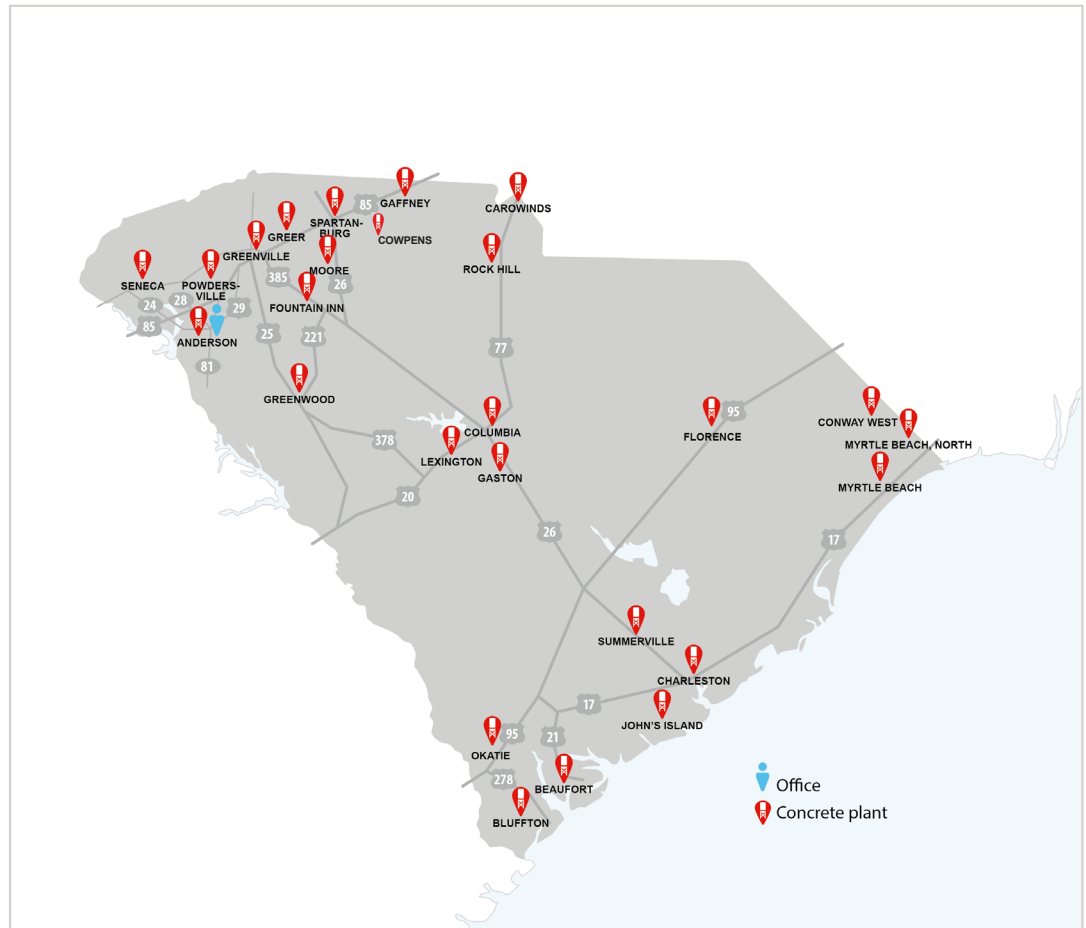 GAFFNEY
85
CAROWINDS
SPARTAN-
BURG
GREER
COWPENS
GREENVILLE
MOORE
ROCK HILL
SENECA
POWDERS-
VILLE
385
26
FOUNTAIN INN
24
28
29
85
ANDERSON
25
221
77
81
GREENWOOD
COLUMBIA
378
LEXINGTON
GASTON
20
FLORENCE
95
CONWAY WEST
MYRTLE BEACH, NORTH
MYRTLE BEACH
26
17
SUMMERVILLE
CHARLESTON
17
JOHN'S ISLAND
95
21
OKATIE
278
BEAUFORT
BLUFFTON
Office
Concrete plant